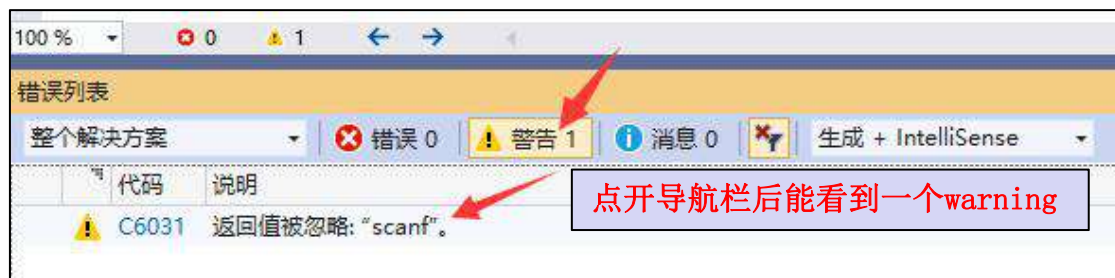 100 % 0 1
错误列表
整个解决方案 错误 0 警告 1 消息 0 生成 + IntelliSense
代码 说明
点开导航栏后能看到一个warning
C6031 返回值被忽略: “scanf”。